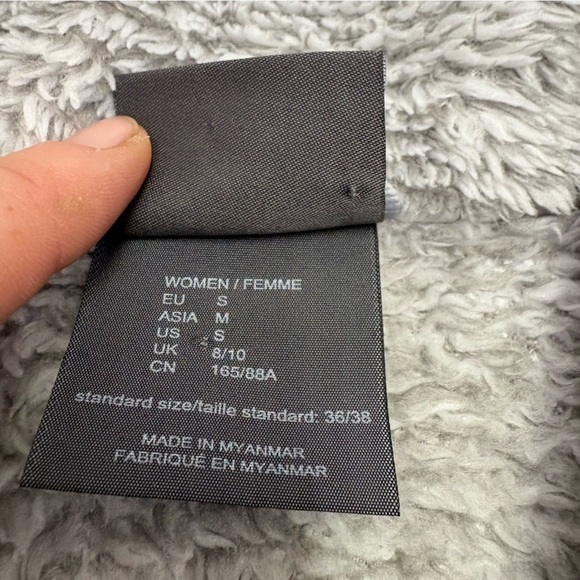 WOMEN / FEMME
EU S
ASIA M
US S
UK 8/10
CN 165/88A
standard size/taille standard: 36/38
MADE IN MYANMAR
FABRIQUÉ EN MYANMAR